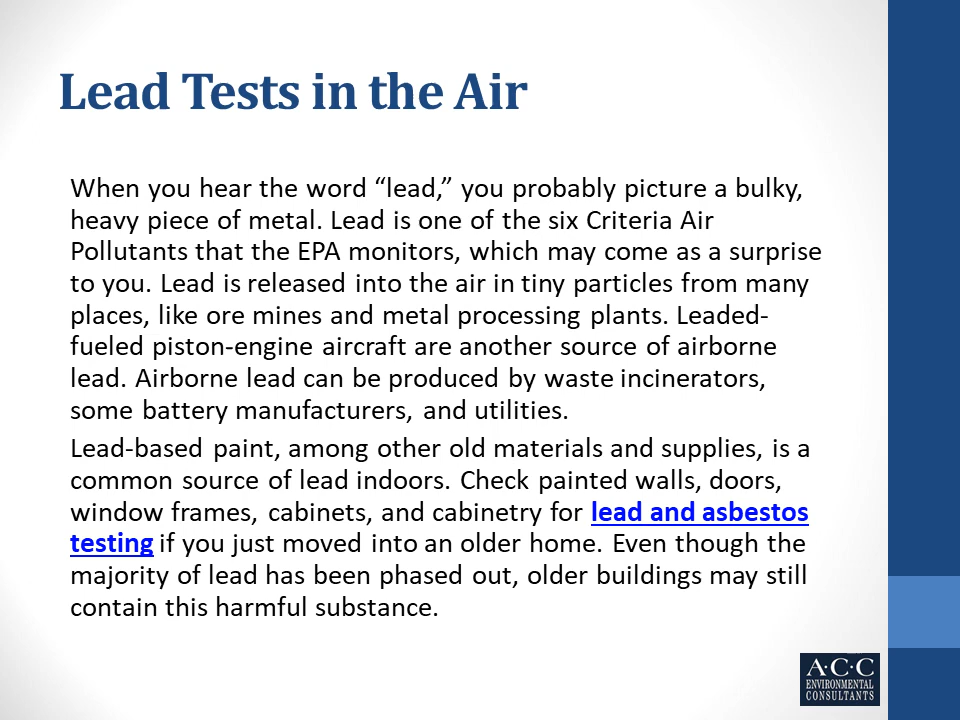 Lead Tests in the Air
When you hear the word “lead,” you probably picture a bulky,
heavy piece of metal. Lead is one of the six Criteria Air
Pollutants that the EPA monitors, which may come as a surprise
to you. Lead is released into the air in tiny particles from many
places, like ore mines and metal processing plants. Leaded-
fueled piston-engine aircraft are another source of airborne
lead. Airborne lead can be produced by waste incinerators,
some battery manufacturers, and utilities.
Lead-based paint, among other old materials and supplies, is a
common source of lead indoors. Check painted walls, doors,
window frames, cabinets, and cabinetry for lead and asbestos
testing if you just moved into an older home. Even though the
majority of lead has been phased out, older buildings may still
contain this harmful substance.
A·C·C
ENVIRONMENTAL
CONSULTANTS